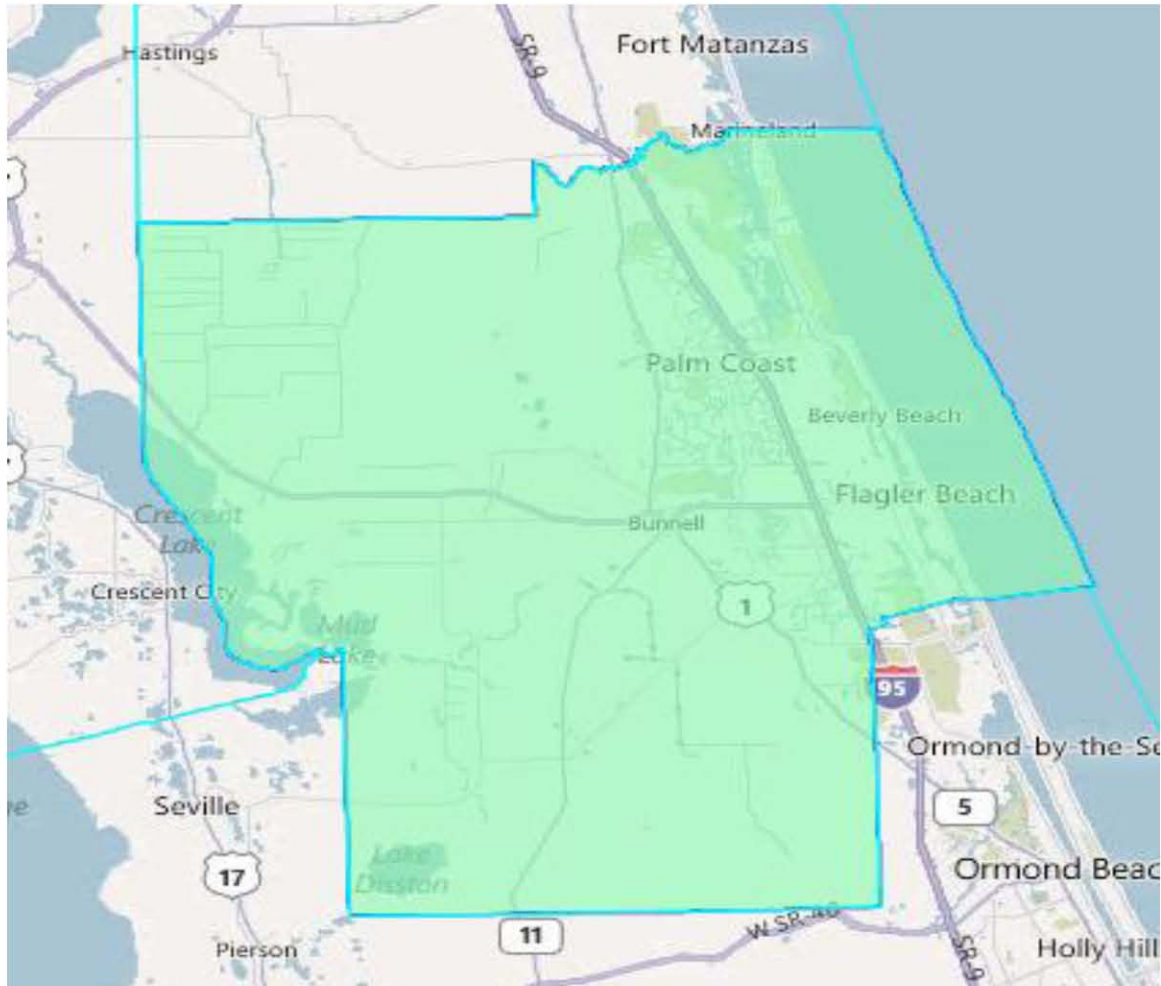 Hastings
SR-9
Fort Matanzas
Marineland
Palm Coast
Beverly Beach
Flagler Beach
Bunnell
Crescent
Lake
Crescent City
Mud
Lake
1
95
Ormond-by-the-Se
Seville
5
17
Lake
Disston
Ormond Beac
W SR-40
11
Pierson
SR-9
Holly Hill